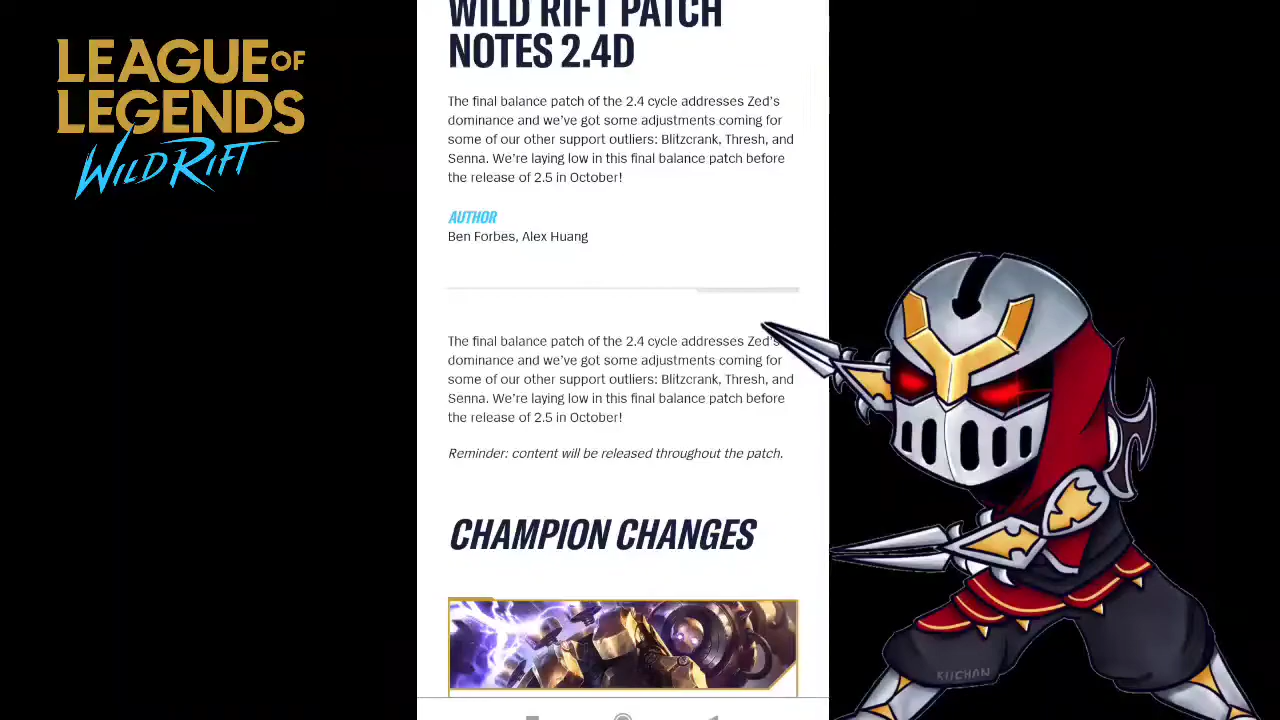 LEAGUE OF
LEGENDS
WILD RIFT
WILD RIFT PATCH
NOTES 2.4D
The final balance patch of the 2.4 cycle addresses Zed's
dominance and we've got some adjustments coming for
some of our other support outliers: Blitzcrank, Thresh, and
Senna. We're laying low in this final balance patch before
the release of 2.5 in October!
AUTHOR
Ben Forbes, Alex Huang
The final balance patch of the 2.4 cycle addresses Zed's
dominance and we've got some adjustments coming for
some of our other support outliers: Blitzcrank, Thresh, and
Senna. We're laying low in this final balance patch before
the release of 2.5 in October!
Reminder: content will be released throughout the patch.
CHAMPION CHANGES